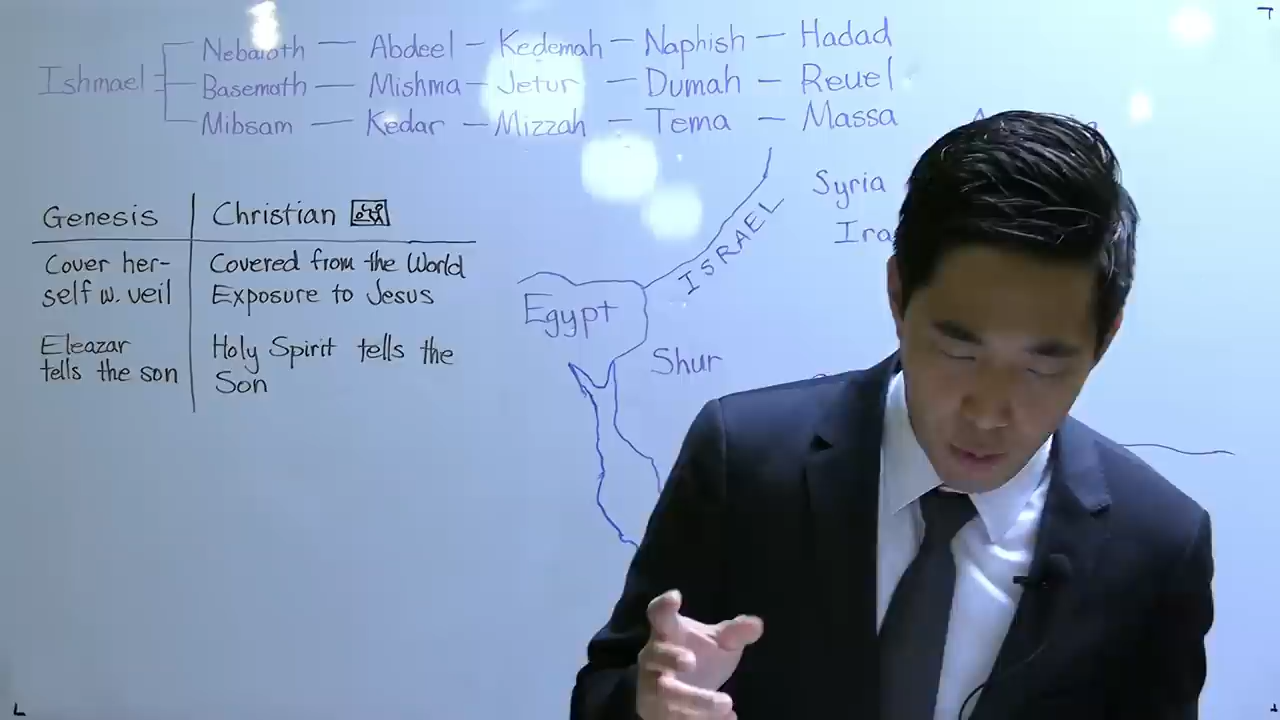 Nebaioth — Abdeel — Kedemah — Naphish — Hadad
Ishmael
Basemath — Mishma — Jetur — Dumah — Reuel
Mibsam — Kedar — Mizzah — Tema — Massa
Syria
Genesis
Christian
Cover her-
self w. veil
Covered from the World
Exposure to Jesus
Eleazar
tells the son
Holy Spirit tells the
Son
ISRAEL
Egypt
Shur